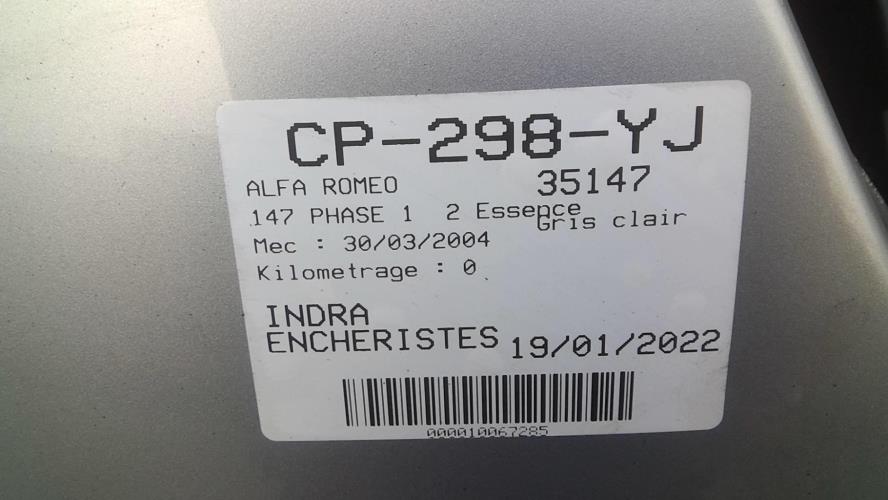 CP-298-YJ
ALFA ROMEO 35147
147 PHASE 1 2 Essence
Gris clair
Mec : 30/03/2004
Kilometrage : 0
INDRA
ENCHERISTES 19/01/2022
000010067285